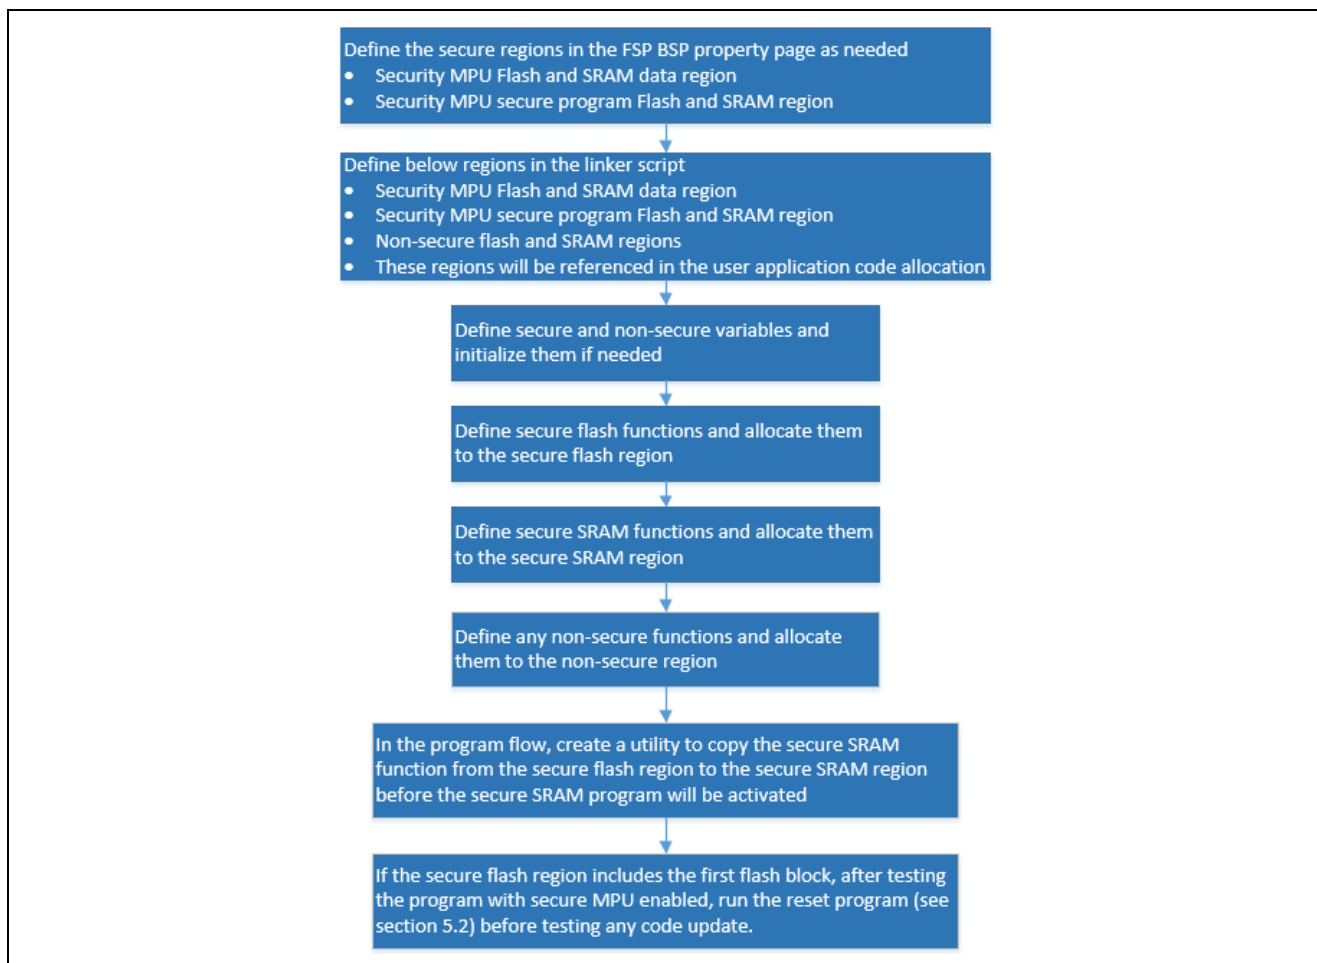 Define the secure regions in the FSP BSP property page as needed
• Security MPU Flash and SRAM data region
• Security MPU secure program Flash and SRAM region
Define below regions in the linker script
• Security MPU Flash and SRAM data region
• Security MPU secure program Flash and SRAM region
• Non-secure flash and SRAM regions
• These regions will be referenced in the user application code allocation
Define secure and non-secure variables and
initialize them if needed
Define secure flash functions and allocate them
to the secure flash region
Define secure SRAM functions and allocate them
to the secure SRAM region
Define any non-secure functions and allocate
them to the non-secure region
In the program flow, create a utility to copy the secure SRAM
function from the secure flash region to the secure SRAM region
before the secure SRAM program will be activated
If the secure flash region includes the first flash block, after testing
the program with secure MPU enabled, run the reset program (see
section 5.2) before testing any code update.